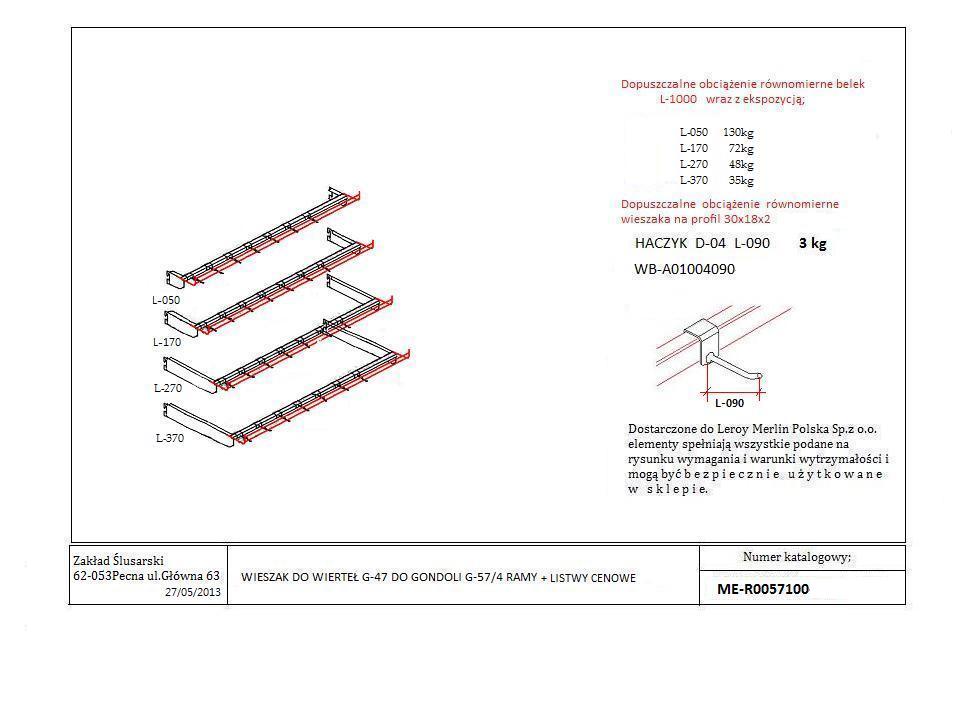 Dopuszczalne obciążenie równomierne belek
L-1000 wraz z ekspozycją;
L-050 130kg
L-170 72kg
L-270 48kg
L-370 35kg
Dopuszczalne obciążenie równomierne
wieszaka na profil 30x18x2
HACZYK D-04 L-090 3 kg
WB-A01004090
L-050
L-170
L-270
L-370
L-090
Dostarczone do Leroy Merlin Polska Sp.z o.o.
elementy spełniają wszystkie podane na
rysunku wymagania i warunki wytrzymałości i
mogą być b e z p i e c z n i e u ż y t k o w a n e
w s k l e p i e.
Zakład Ślusarski
62-053Pecna ul.Główna 63
27/05/2013
WIESZAK DO WIERTEŁ G-47 DO GONDOLI G-57/4 RAMY + LISTWY CENOWE
Numer katalogowy;
ME-R0057100